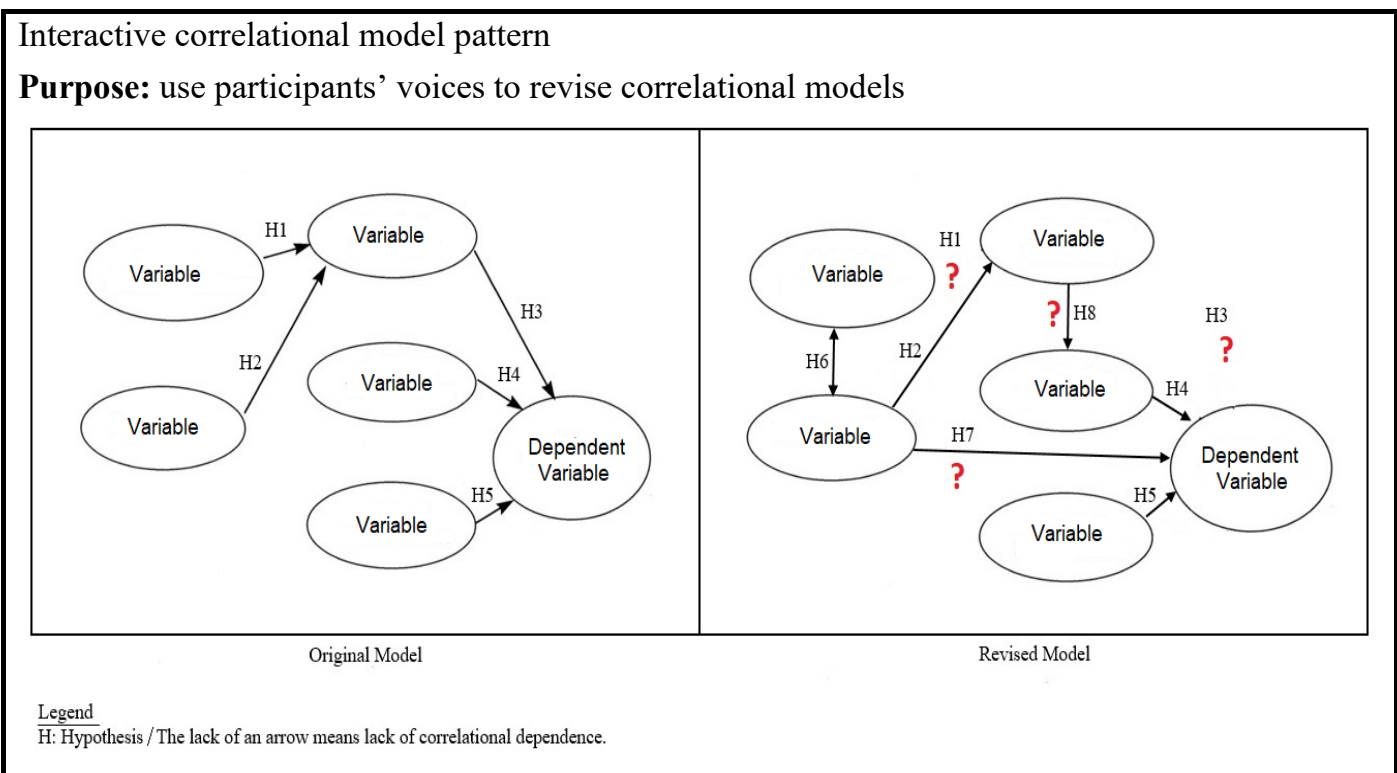 Interactive correlational model pattern
Purpose: use participants’ voices to revise correlational models
H1
Variable
Variable
H3
H2
H4
Variable
Variable
Dependent
Variable
H5
Variable
Original Model
H1
Variable
Variable
?
?
H8
H3
?
H6
H2
Variable
H4
Variable
H7
?
Dependent
Variable
H5
Variable
Revised Model
Legend
H: Hypothesis / The lack of an arrow means lack of correlational dependence.